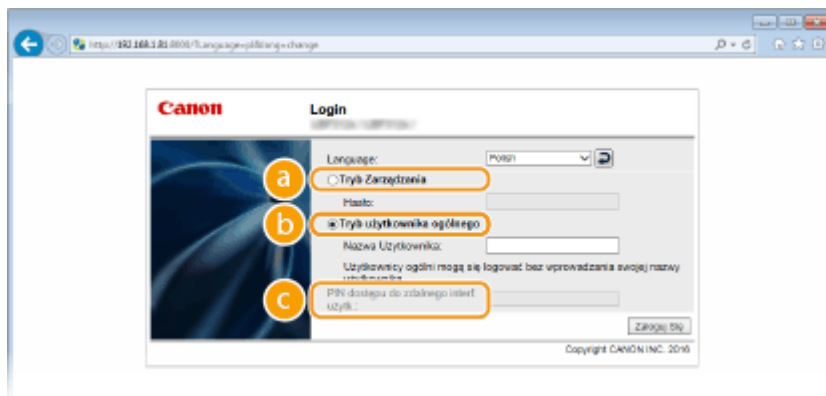 http://192.168.1.81:8000/?Language=pl&lang=change
Canon
Login
Language:
Polish
a
Tryb Zarządzania
Hasło:
b
Tryb użytkownika ogólnego
Nazwa Użytkownika:
Użytkownicy ogólni mogą się logować bez wprowadzania swojej nazwy
użytkownika.
c
PIN dostępu do zdalnego interf.
użytk.:
Zaloguj Się
Copyright CANON INC. 2016